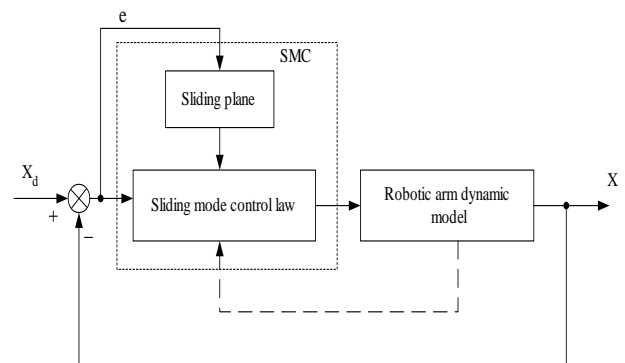 e
SMC
Sliding plane
X_d
+
−
Sliding mode control law
Robotic arm dynamic
model
X